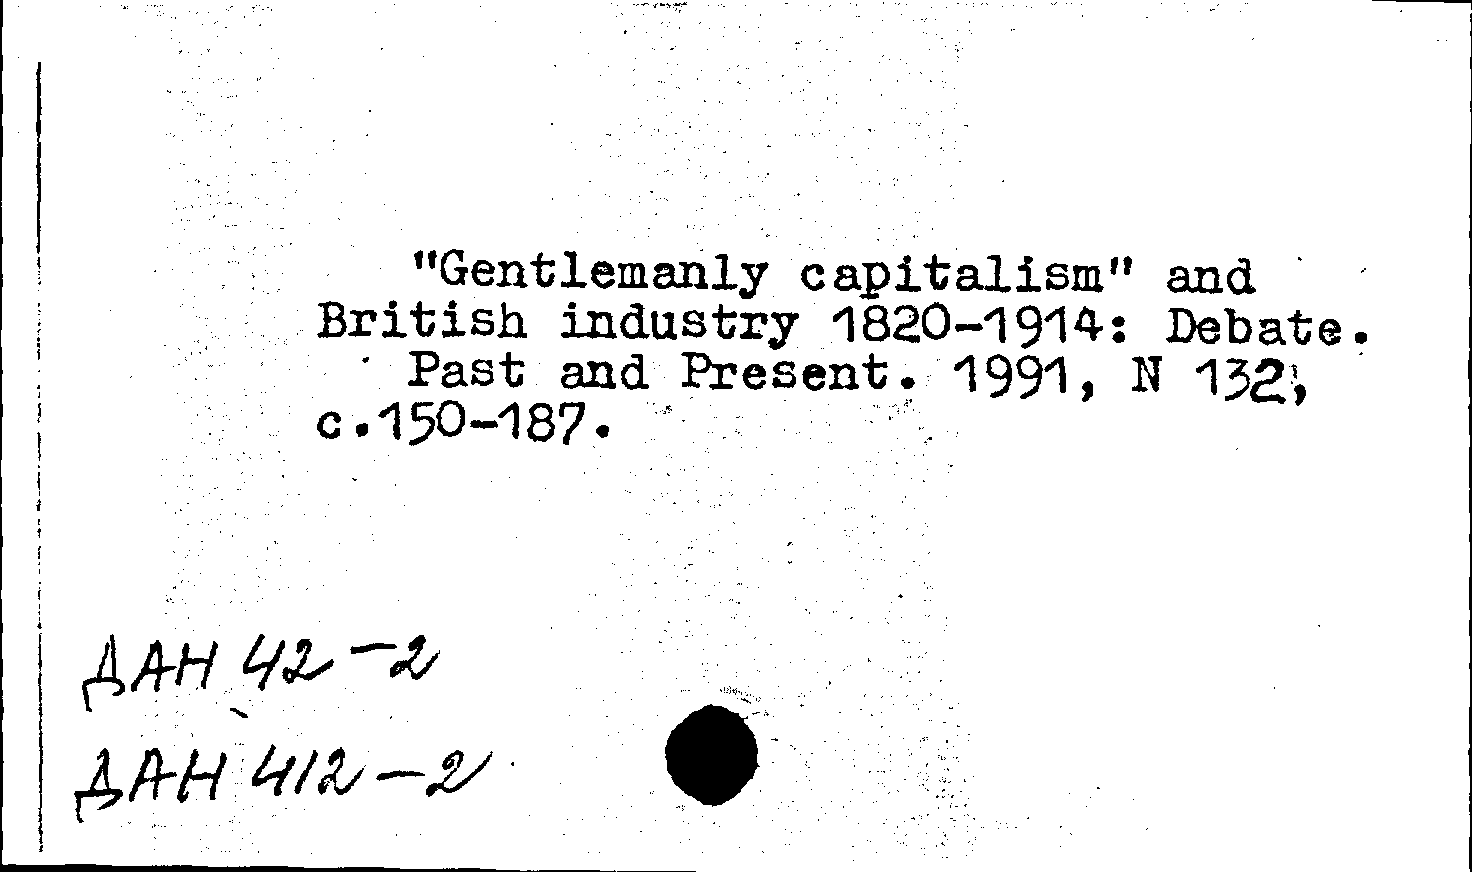 "Gentlemanly capitalism" and
British industry 1820-1914: Debate.
Past and Present. 1991, N 132,
с.150-187.
ДАН 42-2
ДАН 412-2